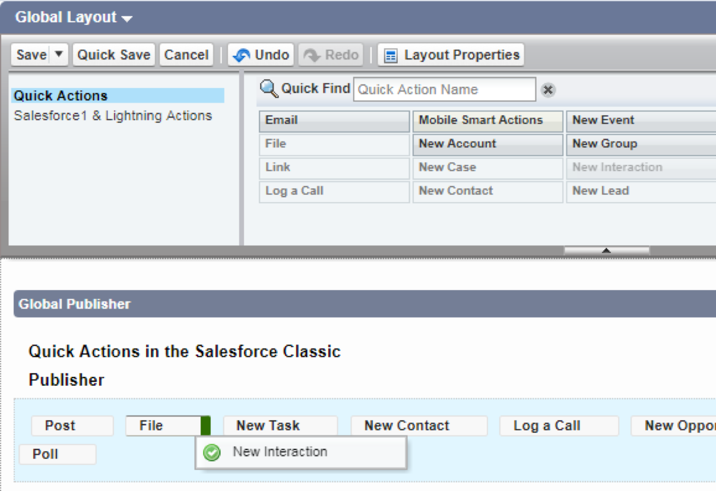 Global Layout
Save Quick Save Cancel Undo Redo Layout Properties
Quick Actions
Salesforce1 & Lightning Actions
Quick Find Quick Action Name
Email Mobile Smart Actions New Event
File New Account New Group
Link New Case New Interaction
Log a Call New Contact New Lead
Global Publisher
Quick Actions in the Salesforce Classic
Publisher
Post File New Task New Contact Log a Call New Oppor
New Interaction
Poll